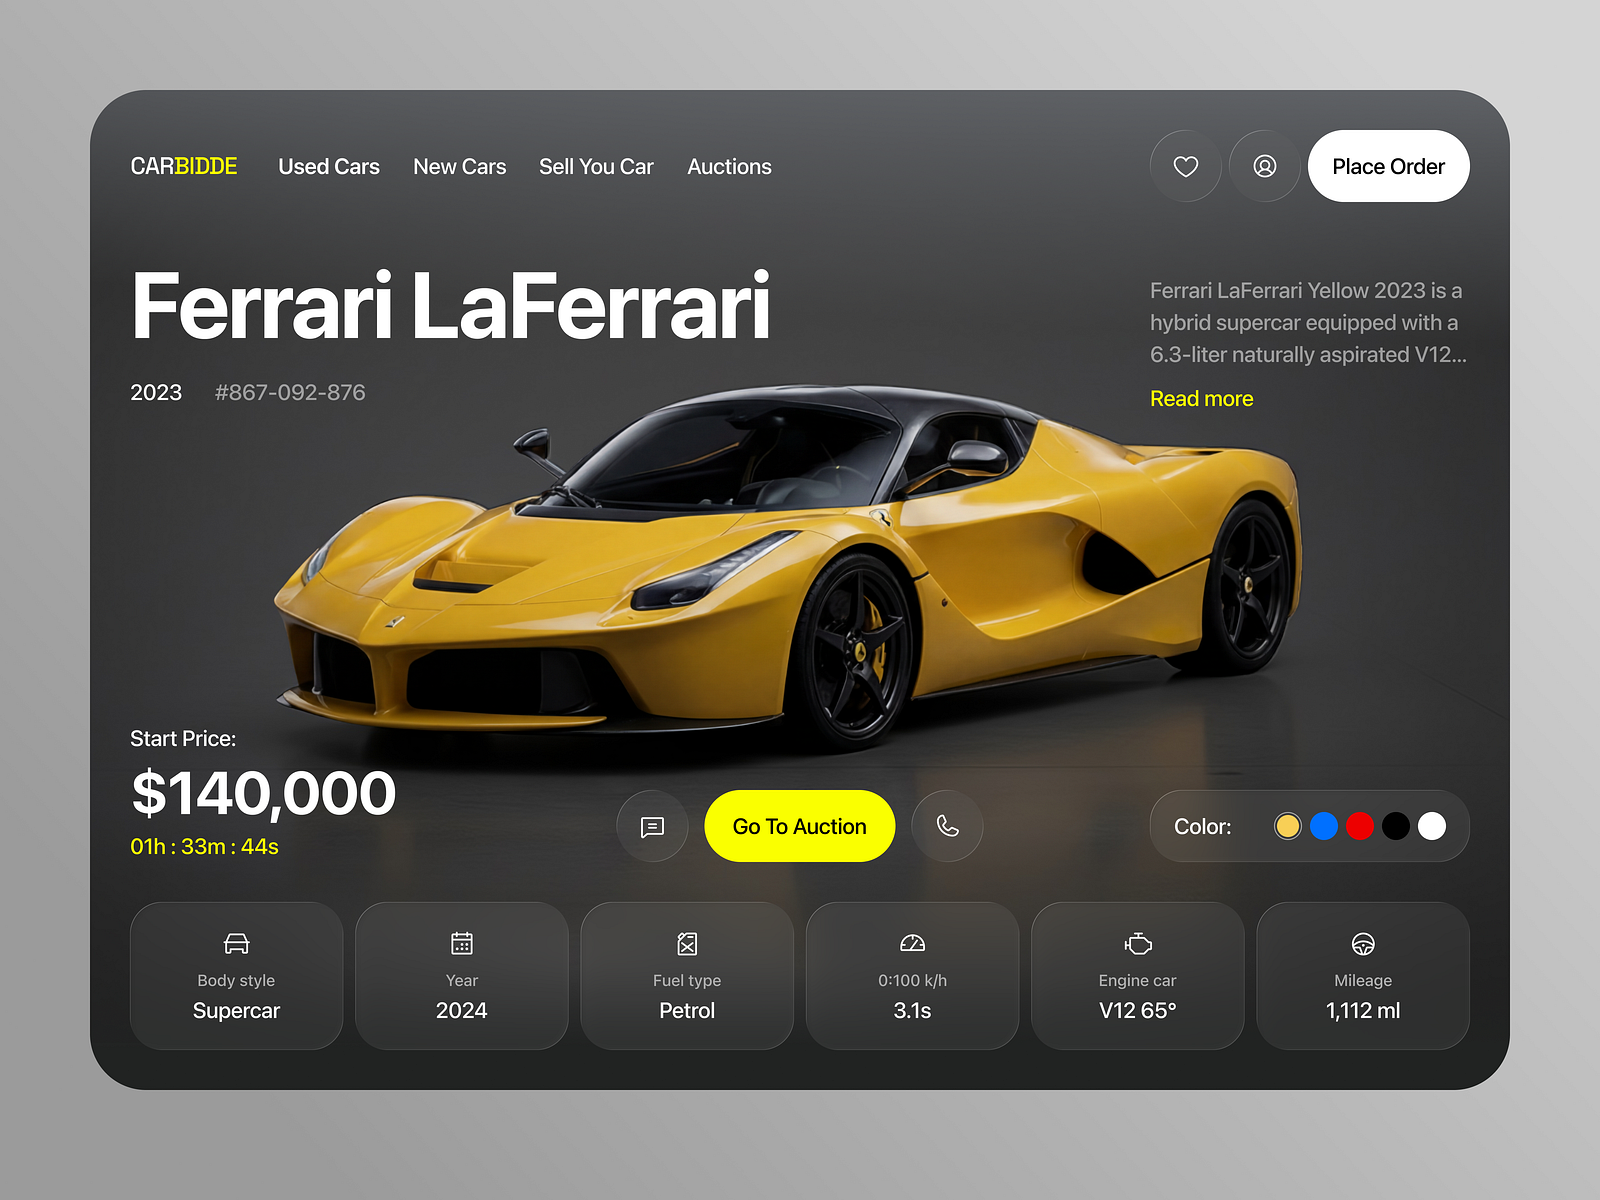 CARBIDDE Used Cars New Cars Sell You Car Auctions Place Order
Ferrari LaFerrari
2023 #867-092-876
Ferrari LaFerrari Yellow 2023 is a
hybrid supercar equipped with a
6.3-liter naturally aspirated V12...
Read more
Start Price:
$140,000
01h : 33m : 44s
Go To Auction
Color:
Body style
Supercar
Year
2024
Fuel type
Petrol
0:100 k/h
3.1s
Engine car
V12 65°
Mileage
1,112 ml